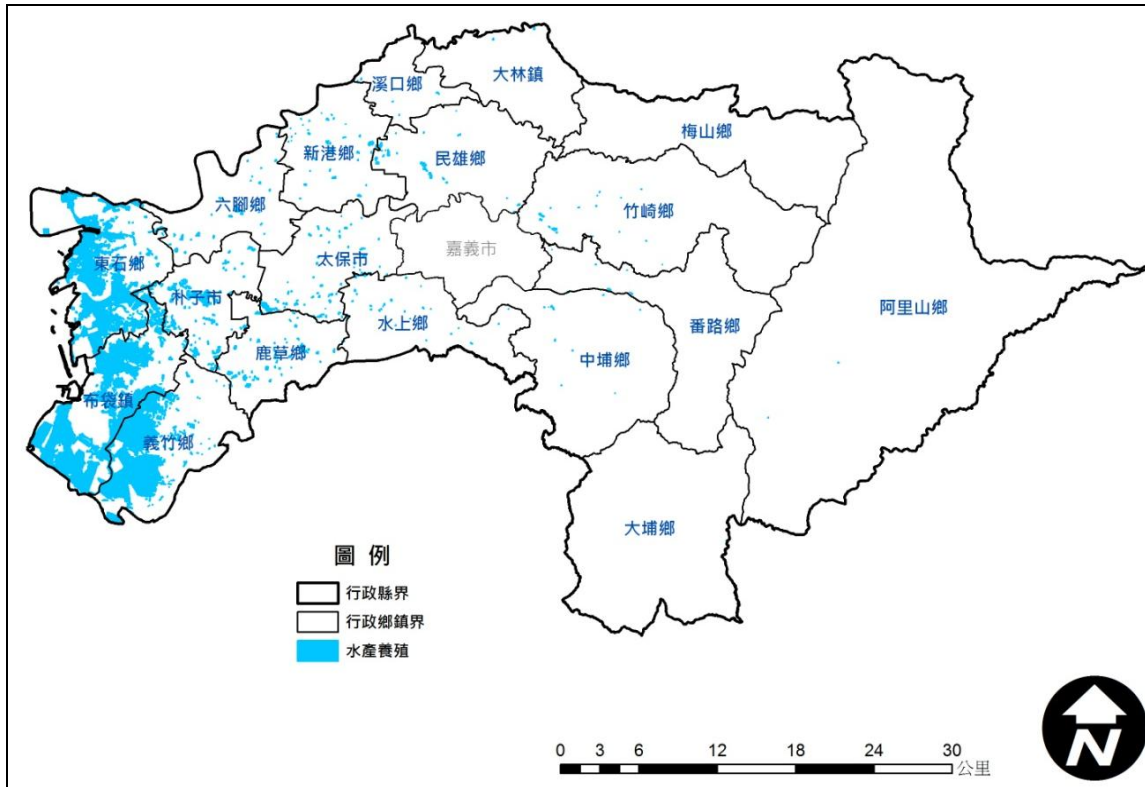 大林鎮
溪口鄉
梅山鄉
新港鄉
民雄鄉
六腳鄉
竹崎鄉
嘉義市
太保市
東石鄉
朴子市
阿里山鄉
水上鄉
番路鄉
鹿草鄉
中埔鄉
布袋鎮
義竹鄉
大埔鄉
圖 例
行政縣界
行政鄉鎮界
水產養殖
0 3 6 12 18 24 30
公里
N